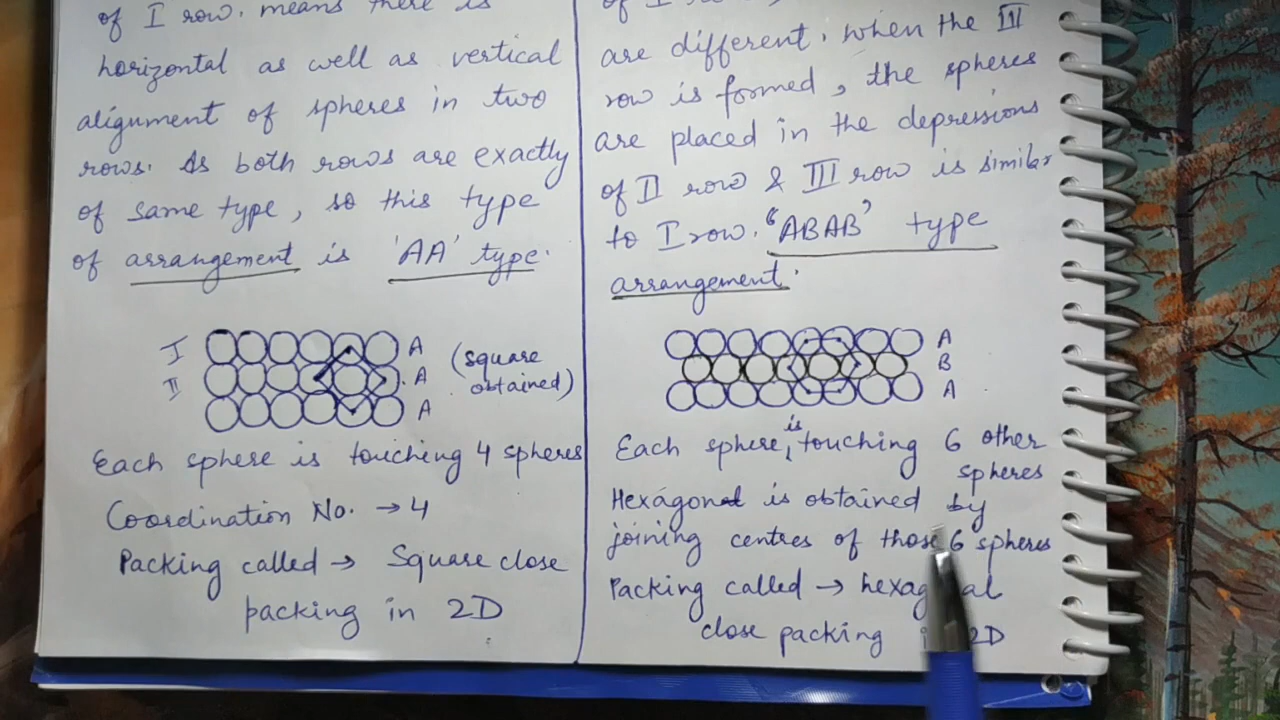 of I row. means there is
horizontal as well as vertical
alignment of spheres in two
rows. As both rows are exactly
of same type, so this type
of arrangement is 'AA' type.
I A
II A (square obtained)
A
Each sphere is touching 4 spheres
Coordination No. → 4
Packing called → Square close
packing in 2D
of I
are different. when the III
row is formed, the spheres
are placed in the depressions
of II row & III row is similar
to I row. "ABAB" type
arrangement.
A
B
A
Each sphere is touching 6 other
spheres
Hexagon is obtained by
joining centres of those 6 spheres
Packing called →
close packing 2D